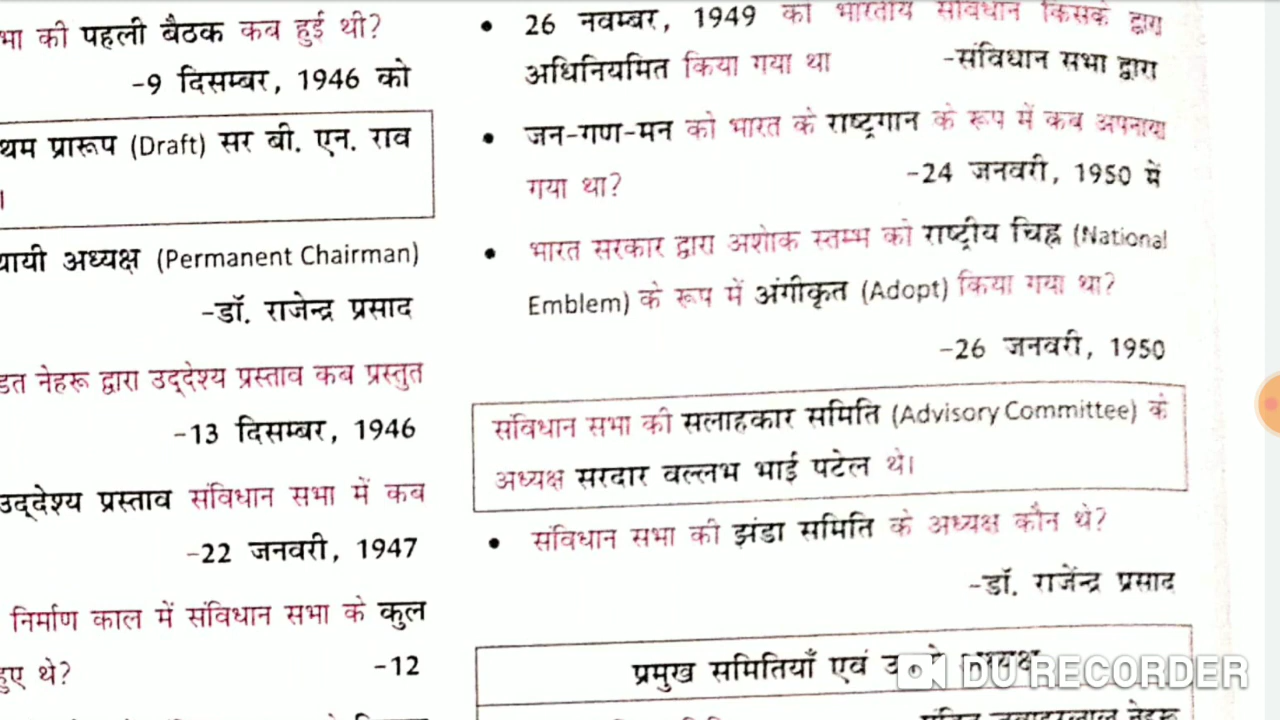 भा की पहली बैठक कब हुई थी?
-9 दिसम्बर, 1946 को
थम प्रारूप (Draft) सर बी. एन. राव
।
यायी अध्यक्ष (Permanent Chairman)
-डॉ. राजेन्द्र प्रसाद
डत नेहरू द्वारा उद्देश्य प्रस्ताव कब प्रस्तुत
-13 दिसम्बर, 1946
उद्देश्य प्रस्ताव संविधान सभा में कब
-22 जनवरी, 1947
निर्माण काल में संविधान सभा के कुल
हुए थे?
-12
• 26 नवम्बर, 1949 को भारतीय संविधान किसके द्वारा
अधिनियमित किया गया था -संविधान सभा द्वारा
• जन-गण-मन को भारत के राष्ट्रगान के रूप में कब अपनाया
गया था? -24 जनवरी, 1950 में
• भारत सरकार द्वारा अशोक स्तम्भ को राष्ट्रीय चिह्न (National
Emblem) के रूप में अंगीकृत (Adopt) किया गया था?
-26 जनवरी, 1950
संविधान सभा की सलाहकार समिति (Advisory Committee) के
अध्यक्ष सरदार वल्लभ भाई पटेल थे।
• संविधान सभा की झंडा समिति के अध्यक्ष कौन थे?
-डॉ. राजेंन्द्र प्रसाद
प्रमुख समितियाँ एवं
DU RECORDER